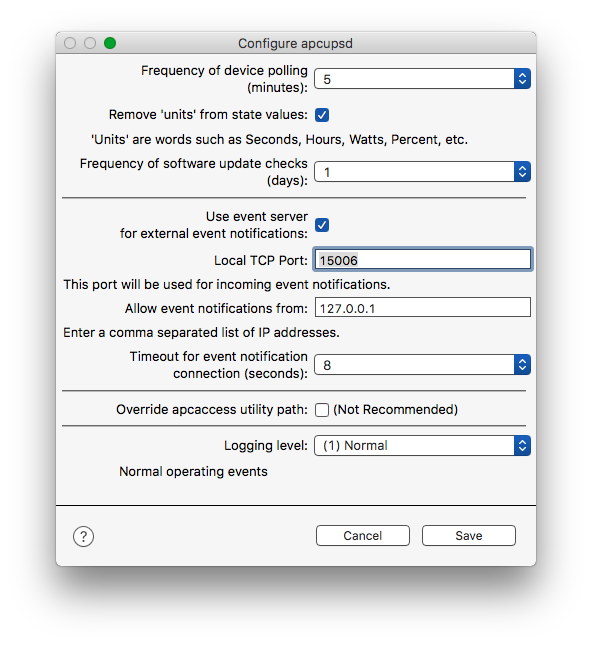 Configure apcupsd
Frequency of device polling
(minutes):
5
Remove 'units' from state values:
'Units' are words such as Seconds, Hours, Watts, Percent, etc.
Frequency of software update checks
(days):
1
Use event server
for external event notifications:
Local TCP Port:
15006
This port will be used for incoming event notifications.
Allow event notifications from:
127.0.0.1
Enter a comma separated list of IP addresses.
Timeout for event notification
connection (seconds):
8
Override apcaccess utility path:
(Not Recommended)
Logging level:
(1) Normal
Normal operating events
?
Cancel
Save